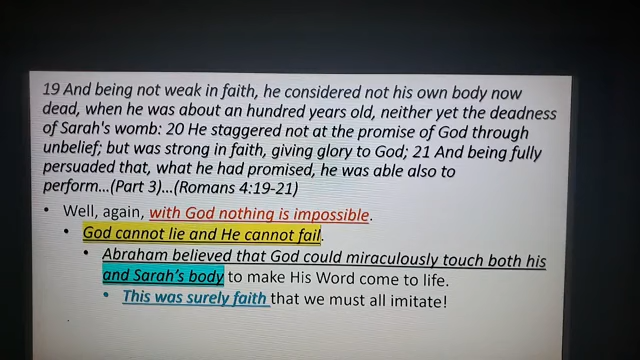 19 And being not weak in faith, he considered not his own body now
dead, when he was about an hundred years old, neither yet the deadness
of Sarah's womb: 20 He staggered not at the promise of God through
unbelief; but was strong in faith, giving glory to God; 21 And being fully
persuaded that, what he had promised, he was able also to
perform...(Part 3)...(Romans 4:19-21)
• Well, again, with God nothing is impossible.
• God cannot lie and He cannot fail.
• Abraham believed that God could miraculously touch both his
and Sarah's body to make His Word come to life.
• This was surely faith that we must all imitate!